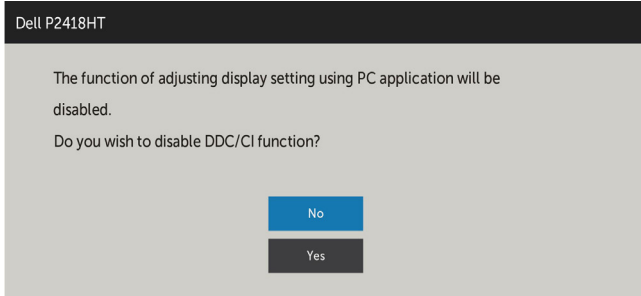 Dell P2418HT
The function of adjusting display setting using PC application will be
disabled.
Do you wish to disable DDC/CI function?
No
Yes